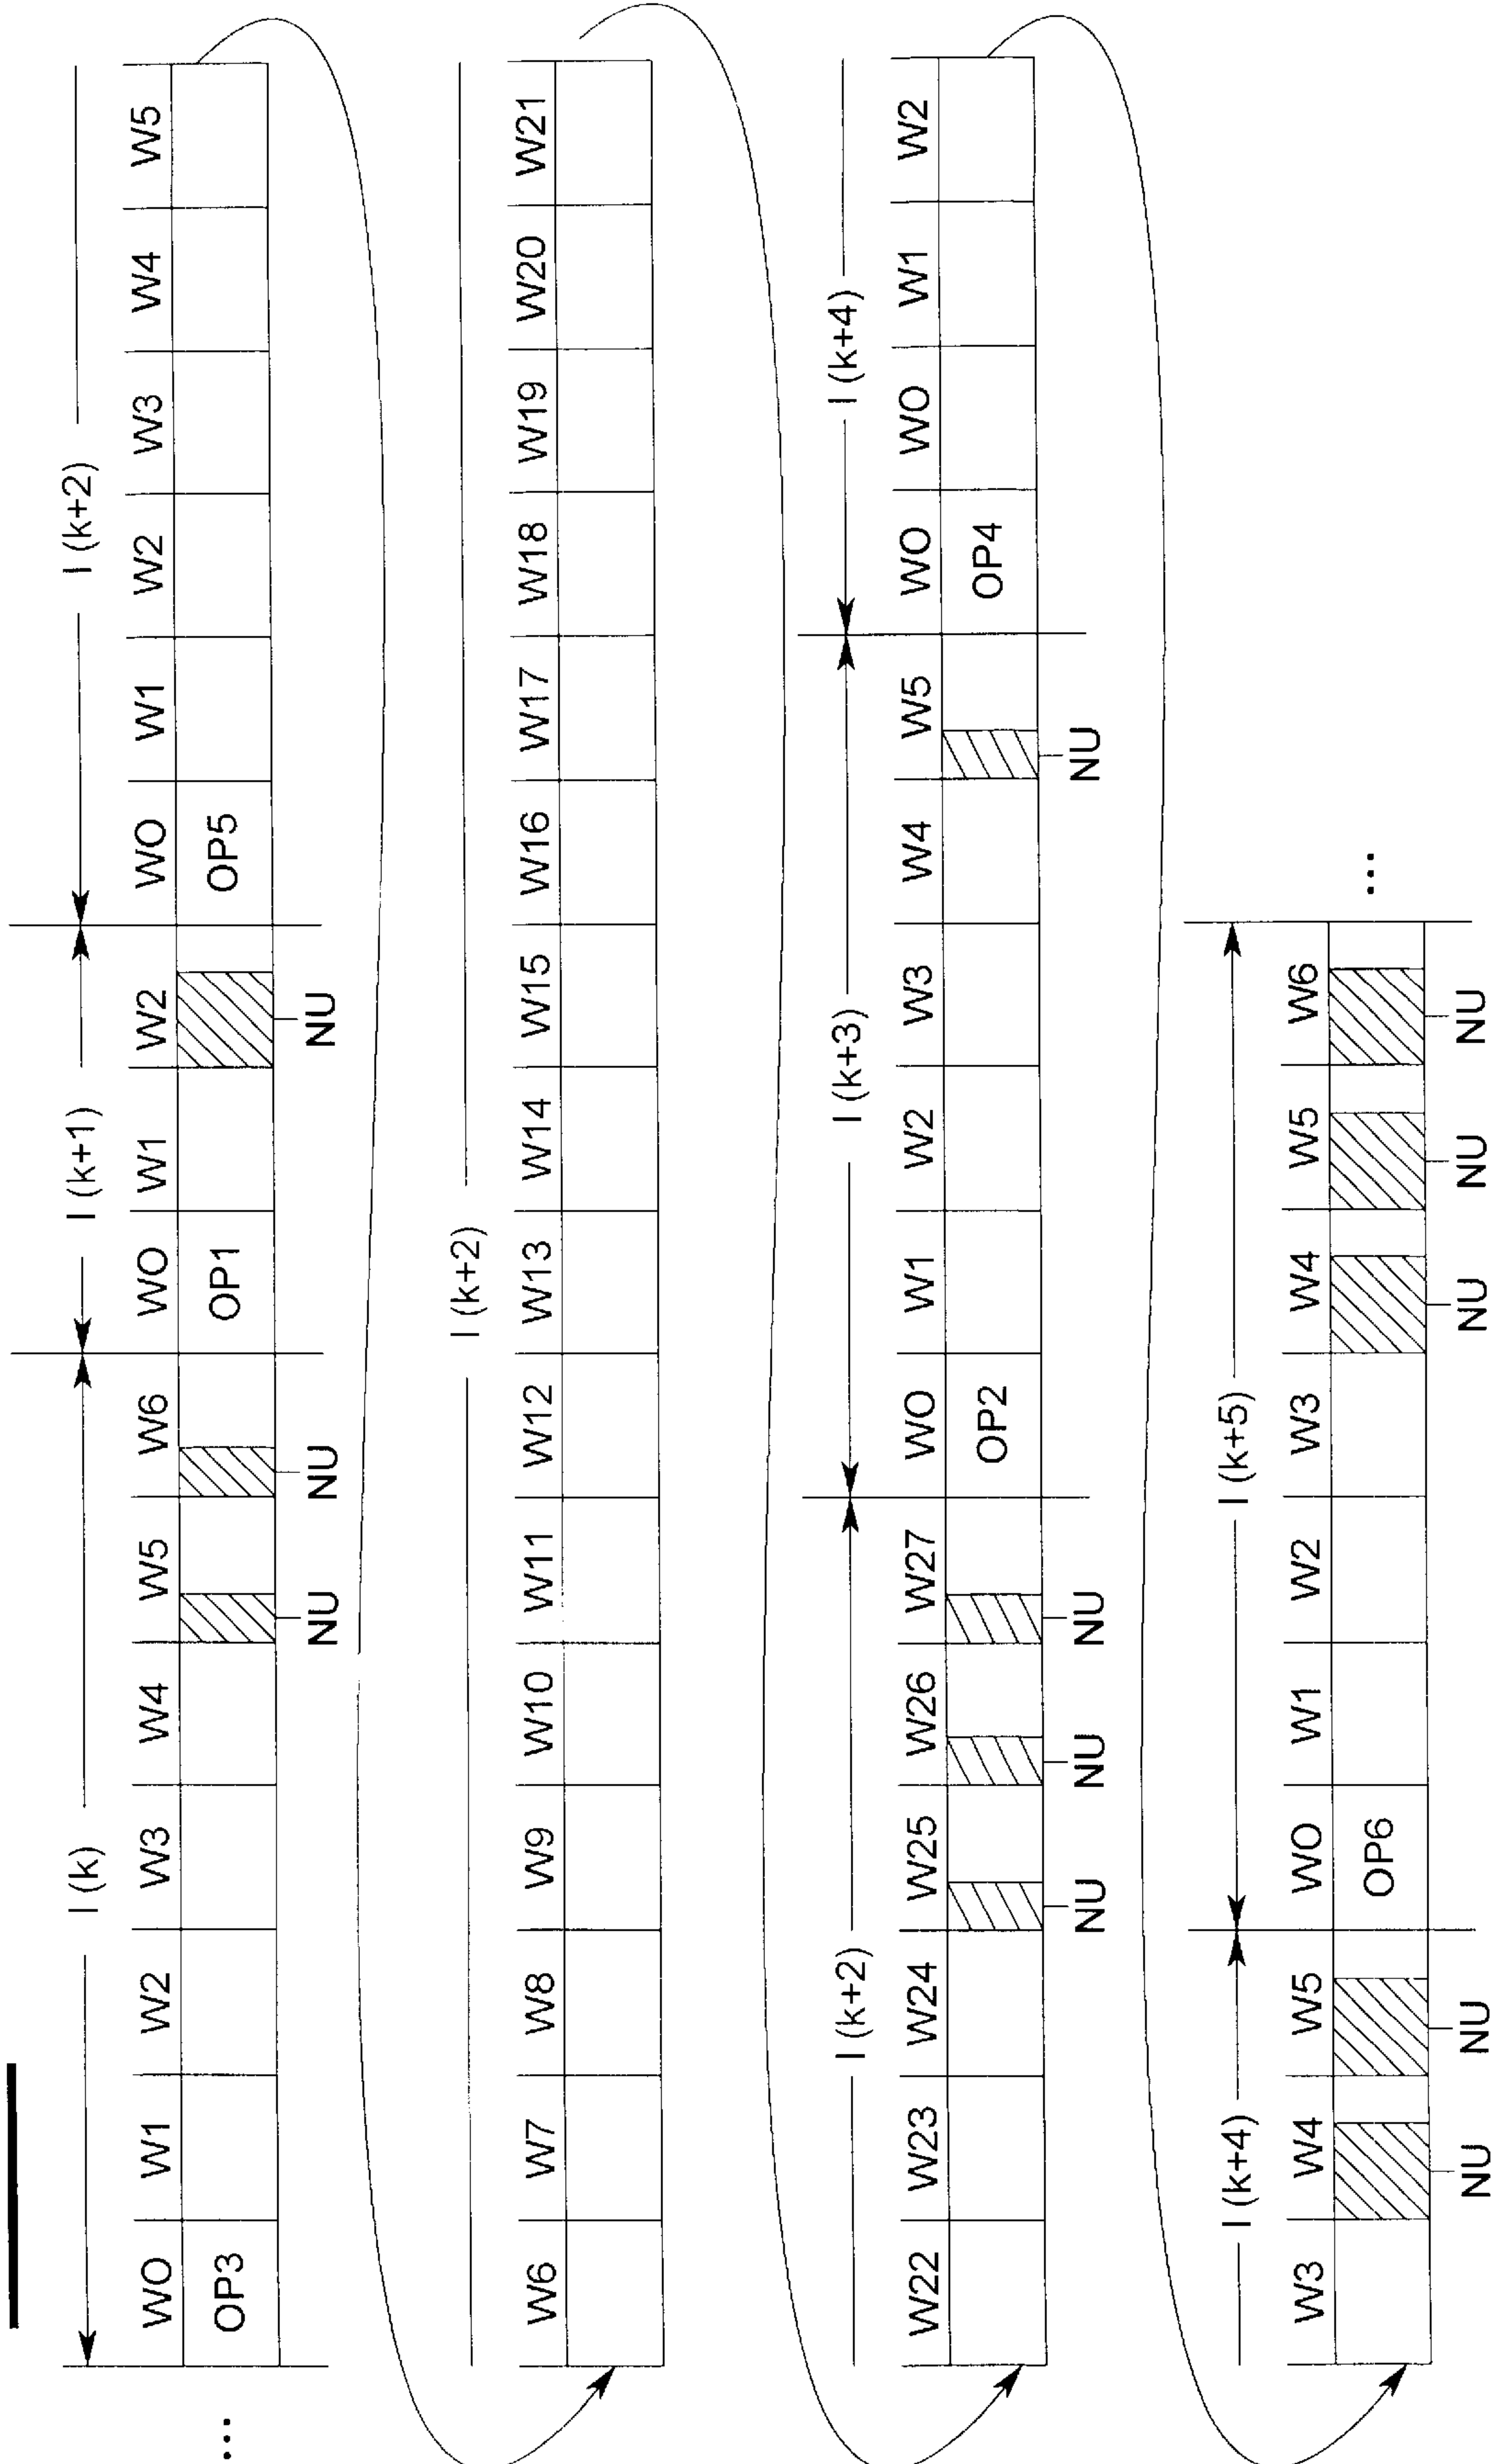 I (k) I (k+1) I (k+2)
WO W1 W2 W3 W4 W5 W6 WO W1 W2 WO W1 W2 W3 W4 W5
... OP3 OP1 OP5
NU NU NU
I (k+2)
W6 W7 W8 W9 W10 W11 W12 W13 W14 W15 W16 W17 W18 W19 W20 W21
I (k+2) I (k+3) I (k+4)
W22 W23 W24 W25 W26 W27 WO W1 W2 W3 W4 W5 WO WO W1 W2
OP2 OP4
NU NU NU NU
I (k+4) I (k+5)
W3 W4 W5 WO W1 W2 W3 W4 W5 W6
OP6 ...
NU NU NU NU NU